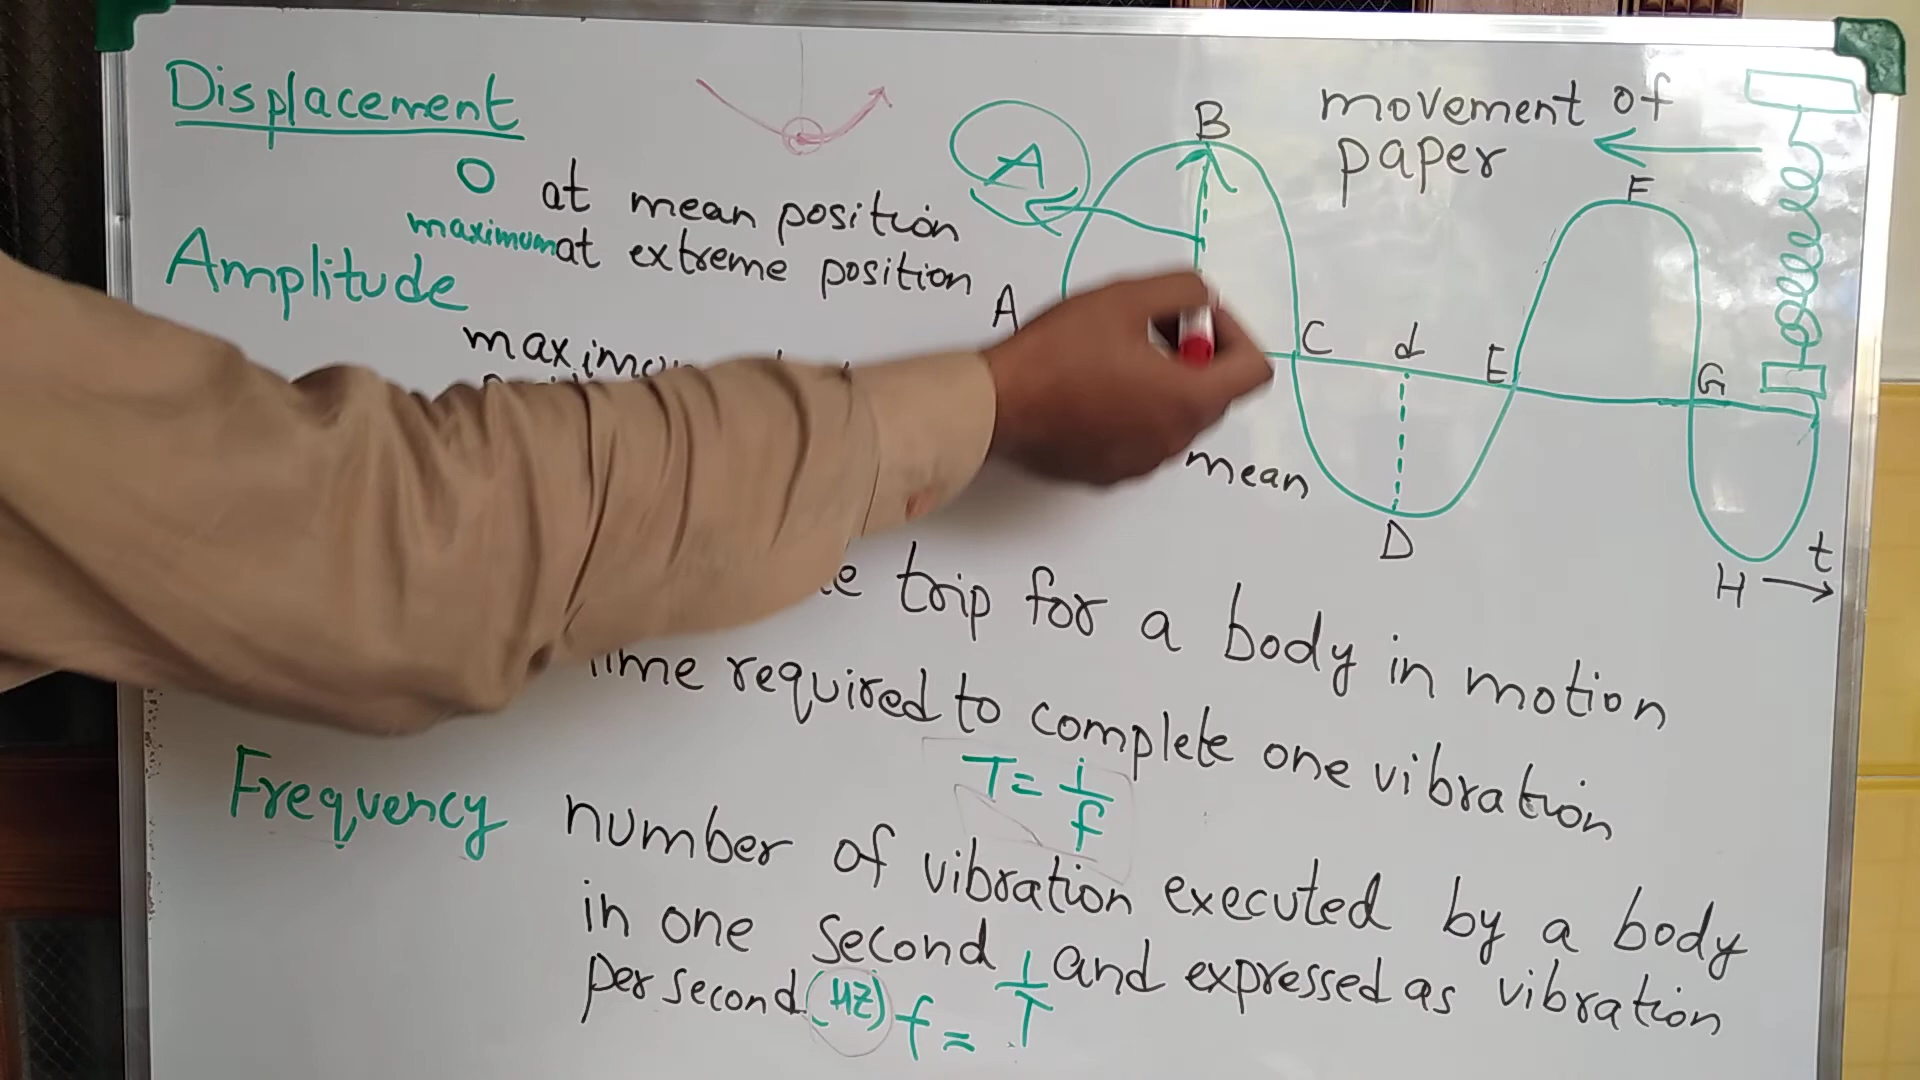 Displacement
0 at mean position
maximum at extreme position
Amplitude
A
B
movement of
paper
F
A
C
d
E
G
mean
D
H
t
trip for a body in motion
required to complete one vibration
T = 1/f
Frequency number of vibration executed by a body
in one second and expressed as vibration
per second (HZ) f = 1/T